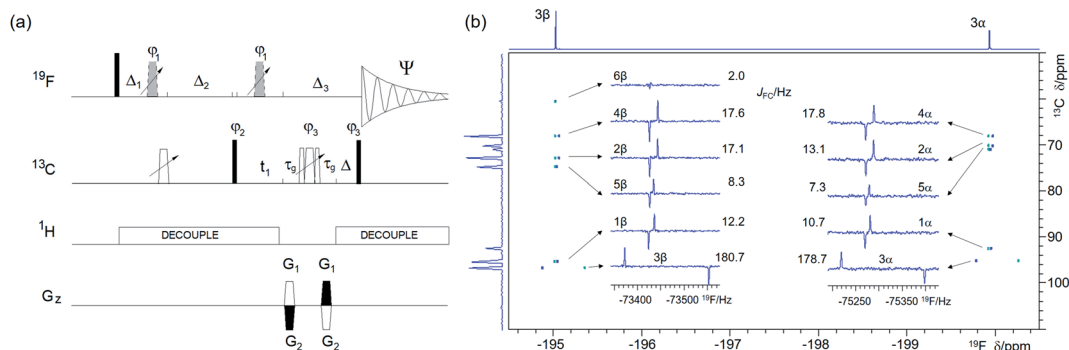 (a)
φ1 φ1
19F Δ1 Δ2 Δ3 Ψ
φ2 φ3 φ3
13C t1 τg τg Δ
1H DECOUPLE DECOUPLE
G1 G1
Gz
G2 G2
(b)
3β 3α
6β 2.0 JFC/Hz
4β 17.6 17.8 4α
2β 17.1 13.1 2α
5β 8.3 7.3 5α
1β 12.2 10.7 1α
3β 180.7 178.7 3α
-73400 -73500 19F/Hz -75250 -75350 19F/Hz
13C δ/ppm
70
80
90
100
-195 -196 -197 -198 -199 19F δ/ppm